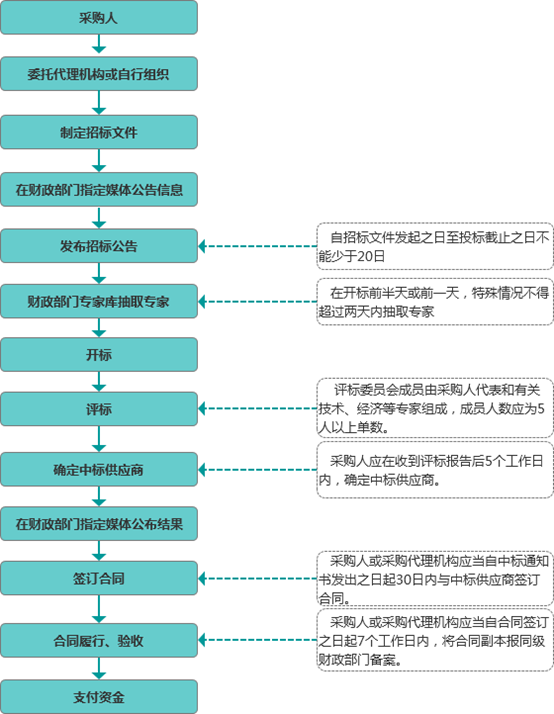 采购人
委托代理机构或自行组织
制定招标文件
在财政部门指定媒体公告信息
发布招标公告
自招标文件发起之日至投标截止之日不
能少于20日
财政部门专家库抽取专家
在开标前半天或前一天，特殊情况不得
超过两天内抽取专家
开标
评标
评标委员会成员由采购人代表和有关
技术、经济等专家组成，成员人数应为5
人以上单数。
确定中标供应商
采购人应在收到评标报告后5个工作日
内，确定中标供应商。
在财政部门指定媒体公布结果
签订合同
采购人或采购代理机构应当自中标通知
书发出之日起30日内与中标供应商签订
合同。
合同履行、验收
采购人或采购代理机构应当自合同签订
之日起7个工作日内，将合同副本报同级
财政部门备案。
支付资金